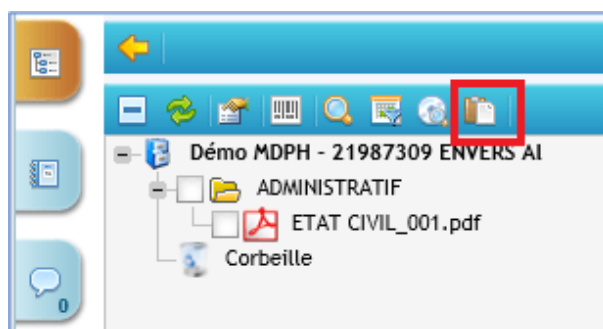 Démo MDPH - 21987309 ENVERS Al
ADMINISTRATIF
ETAT CIVIL_001.pdf
Corbeille
0